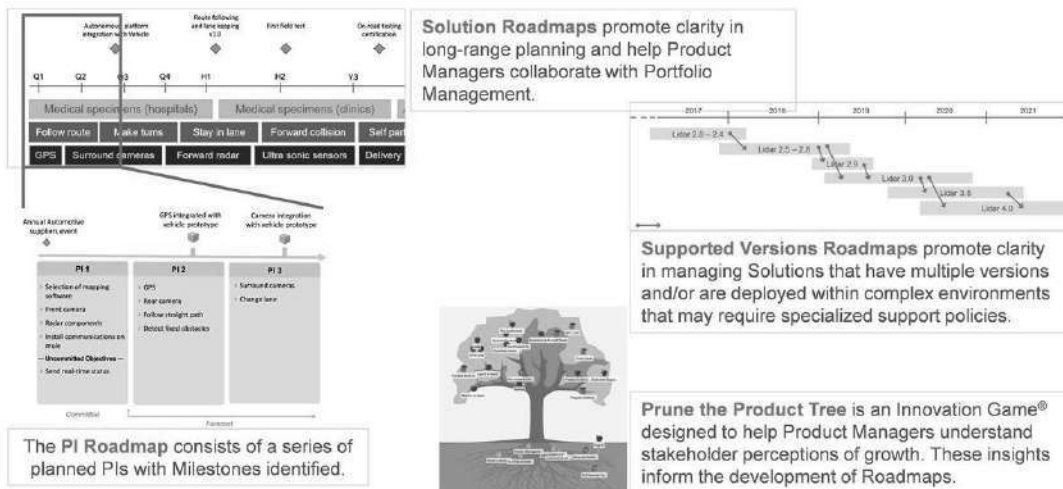 Autonomous platform
integration with Vehicle
Route following
and lane keeping
v1.0
First field test
On-road testing
certification
Q1
Q2
Q3
Q4
H1
H2
Y3
Medical specimens (hospitals)
Medical specimens (clinics)
Follow route
Make turns
Stay in lane
Forward collision
Self park
GPS
Surround cameras
Forward radar
Ultra sonic sensors
Delivery
Solution Roadmaps promote clarity in
long-range planning and help Product
Managers collaborate with Portfolio
Management.
2017
2018
2019
2020
2021
Lidar 2.0 – 2.4
Lidar 2.5 – 2.8
Lidar 2.9
Lidar 3.0
Lidar 3.5
Lidar 4.0
Supported Versions Roadmaps promote clarity
in managing Solutions that have multiple versions
and/or are deployed within complex environments
that may require specialized support policies.
Annual Automotive
suppliers event
GPS integrated with
vehicle prototype
Camera integration
with vehicle prototype
PI 1
› Selection of mapping
software
› Front camera
› Radar components
› Install communications on
mule
— Uncommitted Objectives —
› Send real-time status
PI 2
› GPS
› Rear camera
› Follow straight path
› Detect fixed obstacles
PI 3
› Surround cameras
› Change lane
Committed
Forecast
The PI Roadmap consists of a series of
planned PIs with Milestones identified.
Prune the Product Tree is an Innovation Game®
designed to help Product Managers understand
stakeholder perceptions of growth. These insights
inform the development of Roadmaps.